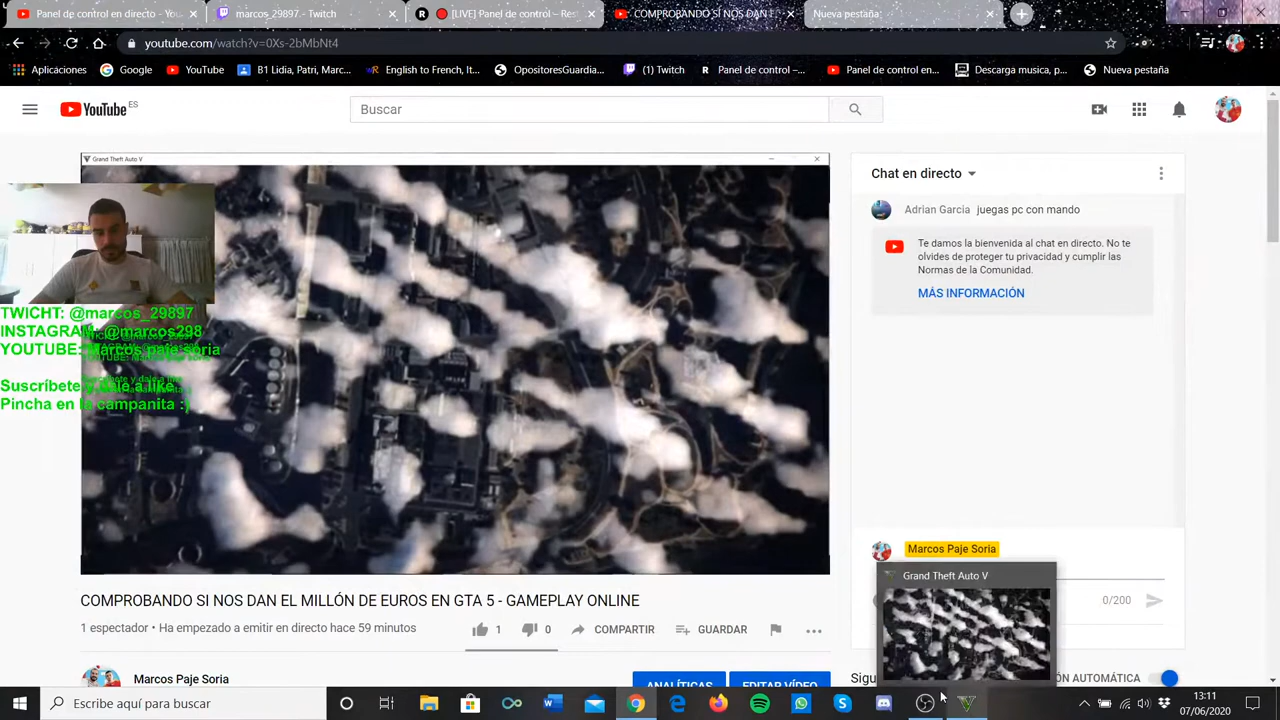 Panel de control en directo - You
marcos_29897 - Twitch
[LIVE] Panel de control – Res
COMPROBANDO SI NOS DAN E
Nueva pestaña
youtube.com/watch?v=0Xs-2bMbNt4
Aplicaciones
Google
YouTube
B1 Lidia, Patri, Marc...
English to French, It...
OpositoresGuardia...
(1) Twitch
Panel de control –...
Panel de control en...
Descarga musica, p...
Nueva pestaña
YouTube ES
Buscar
Grand Theft Auto V
Chat en directo
Adrian Garcia juegas pc con mando
Te damos la bienvenida al chat en directo. No te
olvides de proteger tu privacidad y cumplir las
Normas de la Comunidad.
MÁS INFORMACIÓN
TWICHT: @marcos_29897
INSTAGRAM: @marcos298
YOUTUBE: Marcos paje soria
Suscríbete y dale a like
Pincha en la campanita :)
Marcos Paje Soria
Grand Theft Auto V
0/200
COMPROBANDO SI NOS DAN EL MILLÓN DE EUROS EN GTA 5 - GAMEPLAY ONLINE
1 espectador • Ha empezado a emitir en directo hace 59 minutos
1
0
COMPARTIR
GUARDAR
Marcos Paje Soria
ANALÍTICAS
EDITAR VÍDEO
Sigu
ÓN AUTOMÁTICA
Escribe aquí para buscar
13:11
07/06/2020